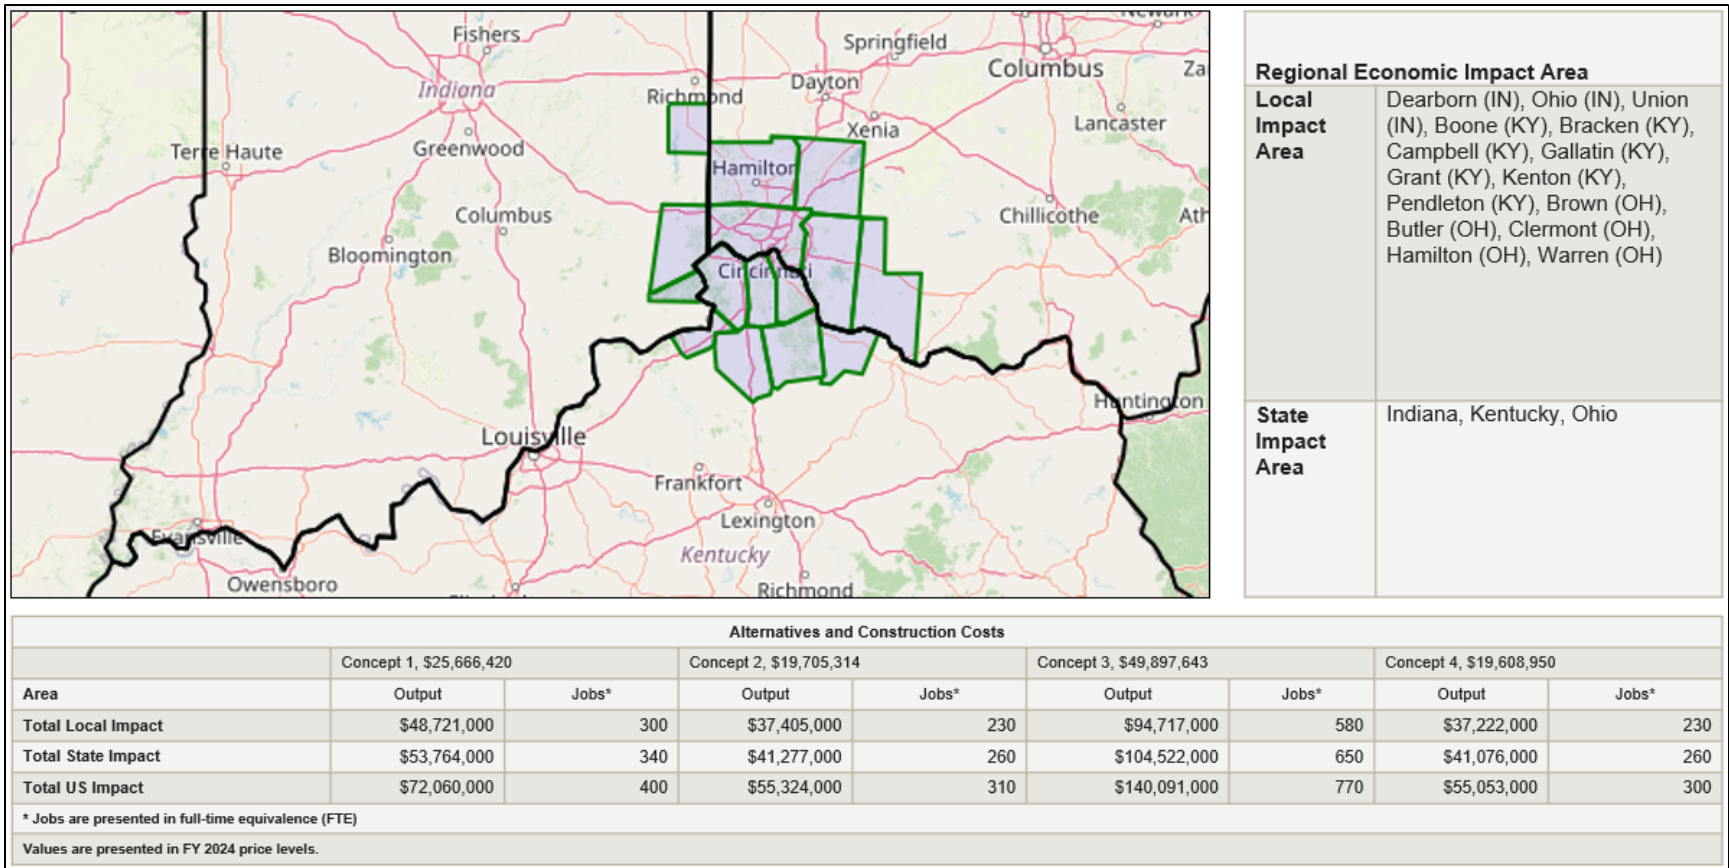 Fishers
Springfield
Columbus
Indiana
Richmond
Dayton
Xenia
Lancaster
Terre Haute
Greenwood
Hamilton
Columbus
Chillicothe
Bloomington
Cincinnati
Louisville
Huntington
Frankfort
Lexington
Evansville
Kentucky
Owensboro
Richmond
Regional Economic Impact Area
Local
Impact
Area
Dearborn (IN), Ohio (IN), Union
(IN), Boone (KY), Bracken (KY),
Campbell (KY), Gallatin (KY),
Grant (KY), Kenton (KY),
Pendleton (KY), Brown (OH),
Butler (OH), Clermont (OH),
Hamilton (OH), Warren (OH)
State
Impact
Area
Indiana, Kentucky, Ohio
Alternatives and Construction Costs
Concept 1, $25,666,420 Concept 2, $19,705,314 Concept 3, $49,897,643 Concept 4, $19,608,950
Area Output Jobs* Output Jobs* Output Jobs* Output Jobs*
Total Local Impact $48,721,000 300 $37,405,000 230 $94,717,000 580 $37,222,000 230
Total State Impact $53,764,000 340 $41,277,000 260 $104,522,000 650 $41,076,000 260
Total US Impact $72,060,000 400 $55,324,000 310 $140,091,000 770 $55,053,000 300
* Jobs are presented in full-time equivalence (FTE)
Values are presented in FY 2024 price levels.